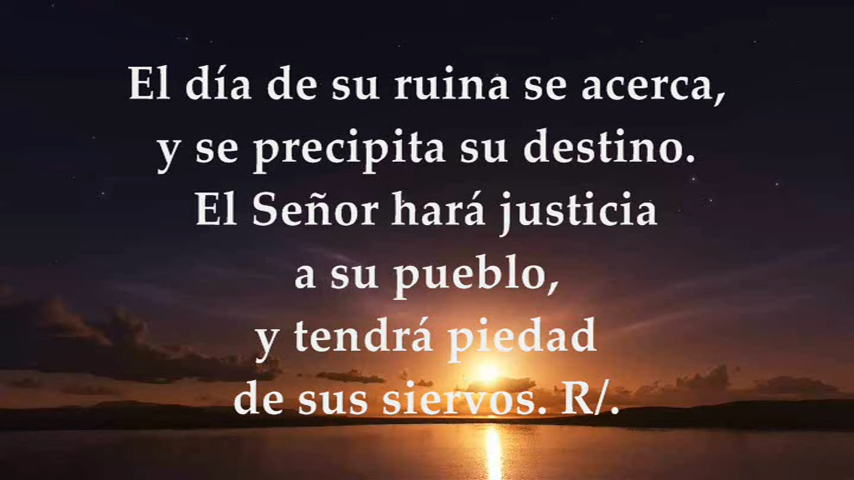 El día de su ruina se acerca,
y se precipita su destino.
El Señor hará justicia
a su pueblo,
y tendrá piedad
de sus siervos. R/.